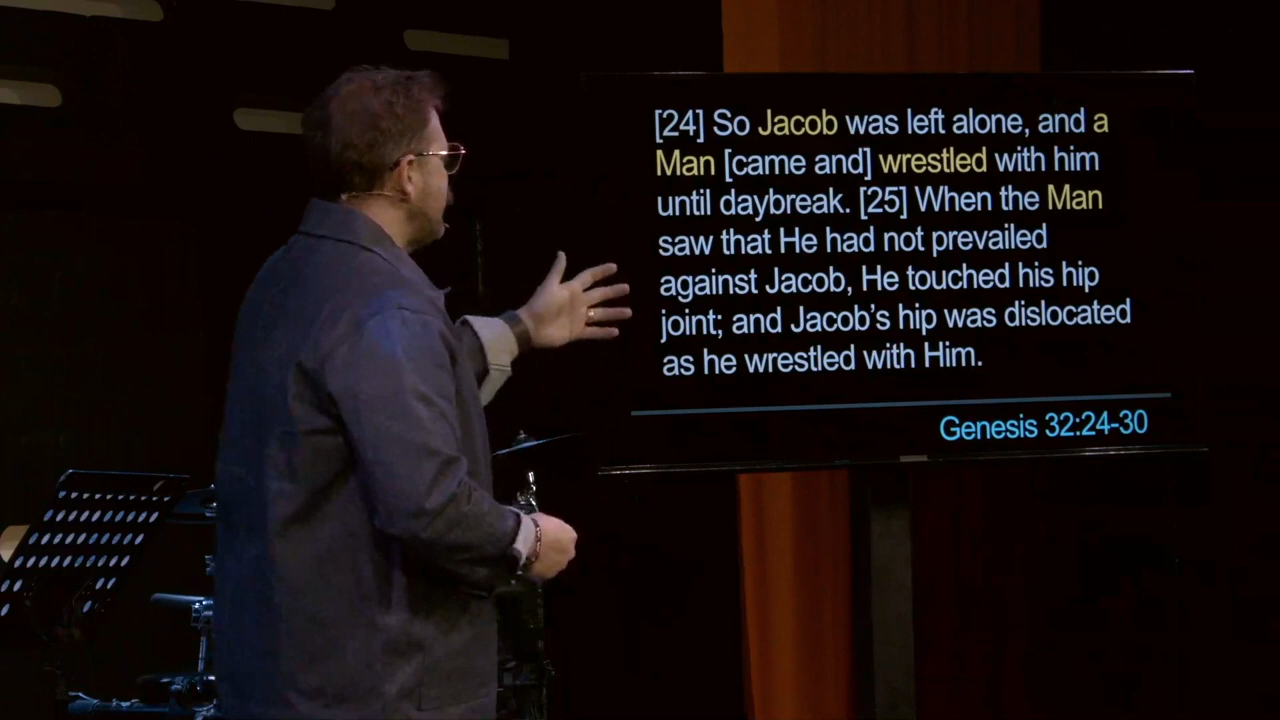 [24] So Jacob was left alone, and a
Man [came and] wrestled with him
until daybreak. [25] When the Man
saw that He had not prevailed
against Jacob, He touched his hip
joint; and Jacob’s hip was dislocated
as he wrestled with Him.
Genesis 32:24-30